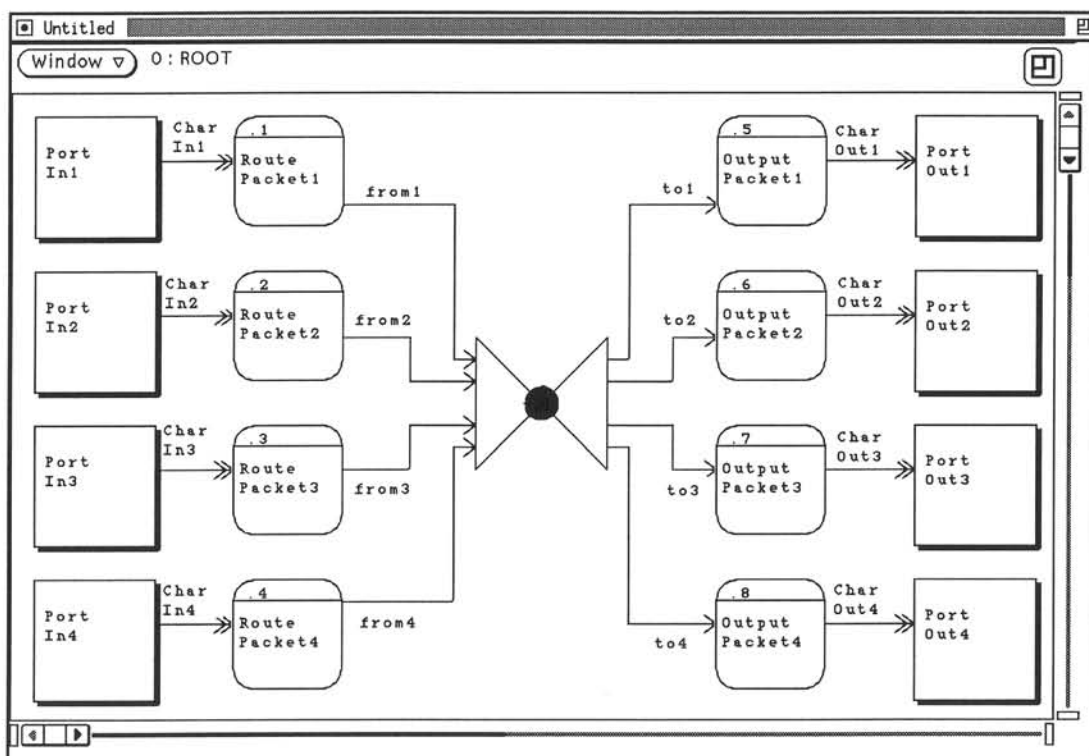 Untitled
Window
0 : ROOT
Port
In1
Char
In1
.1
Route
Packet1
from1
to1
.5
Output
Packet1
Char
Out1
Port
Out1
Port
In2
Char
In2
.2
Route
Packet2
from2
to2
.6
Output
Packet2
Char
Out2
Port
Out2
Port
In3
Char
In3
.3
Route
Packet3
from3
to3
.7
Output
Packet3
Char
Out3
Port
Out3
Port
In4
Char
In4
.4
Route
Packet4
from4
to4
.8
Output
Packet4
Char
Out4
Port
Out4